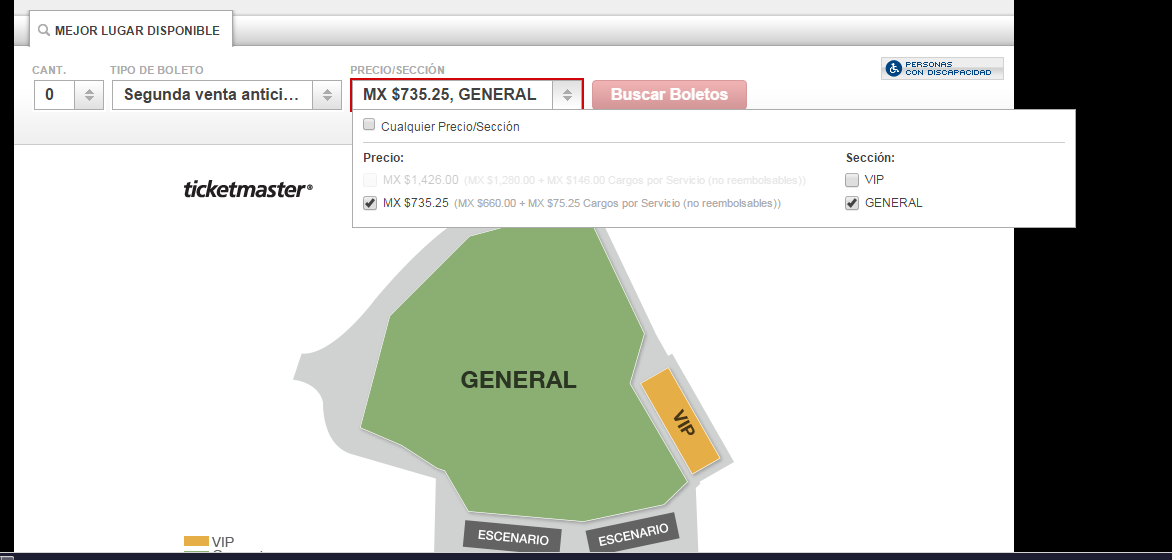 MEJOR LUGAR DISPONIBLE
CANT. TIPO DE BOLETO PRECIO/SECCIÓN
PERSONAS
CON DISCAPACIDAD
0 Segunda venta antici... MX $735.25, GENERAL Buscar Boletos
Cualquier Precio/Sección
Precio: Sección:
MX $1,426.00 (MX $1,280.00 + MX $146.00 Cargos por Servicio (no reembolsables)) VIP
MX $735.25 (MX $660.00 + MX $75.25 Cargos por Servicio (no reembolsables)) GENERAL
ticketmaster®
GENERAL
VIP
ESCENARIO ESCENARIO
VIP